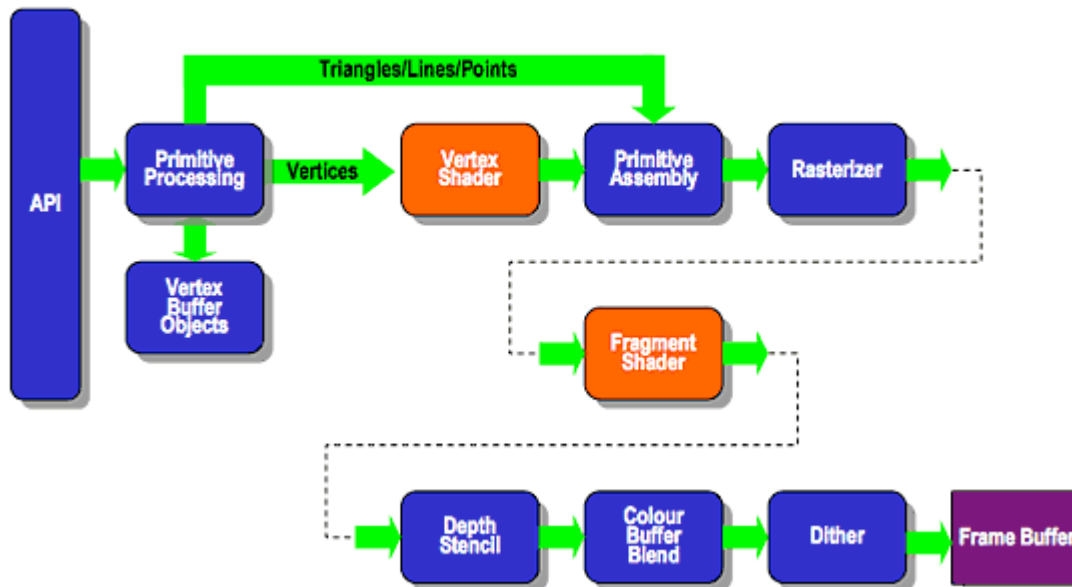 Triangles/Lines/Points
API
Primitive
Processing
Vertices
Vertex
Shader
Primitive
Assembly
Rasterizer
Vertex
Buffer
Objects
Fragment
Shader
Depth
Stencil
Colour
Buffer
Blend
Dither
Frame Buffer